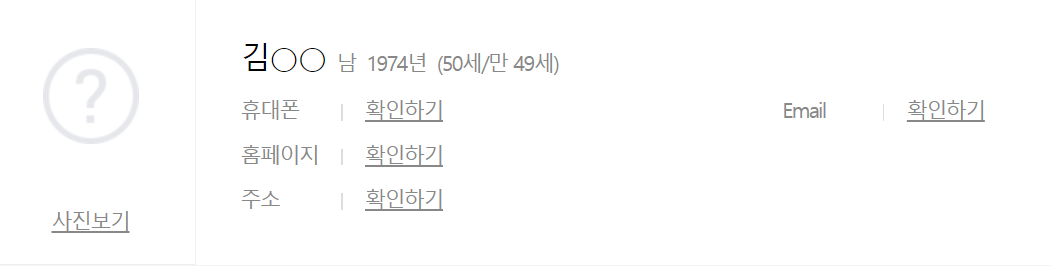 김○○ 남 1974년 (50세/만 49세)
휴대폰 | 확인하기 Email | 확인하기
홈페이지 | 확인하기
주소 | 확인하기
사진보기